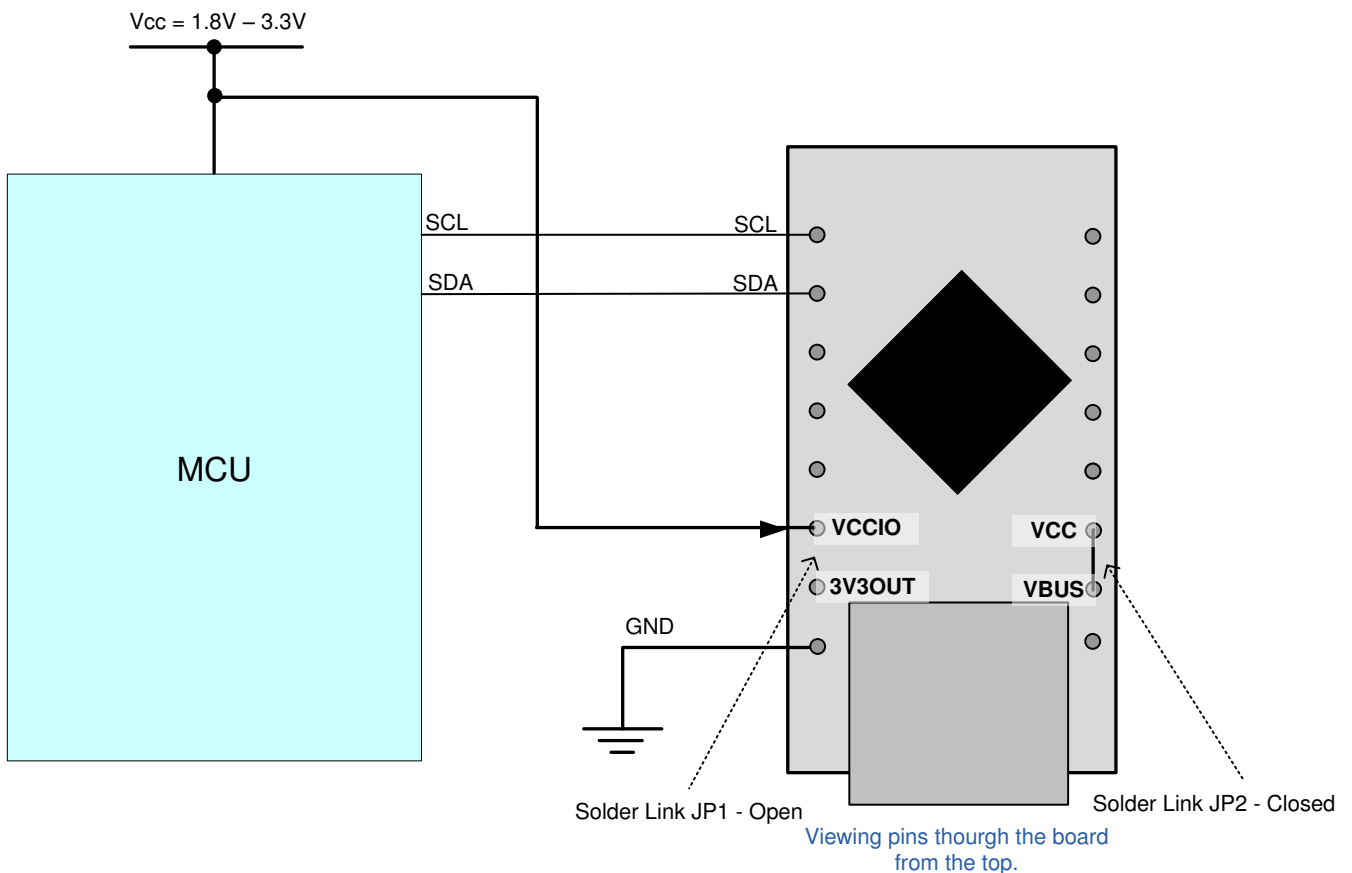 Vcc = 1.8V – 3.3V
SCL
SCL
SDA
SDA
MCU
VCCIO
VCC
3V3OUT
VBUS
GND
Solder Link JP1 - Open
Solder Link JP2 - Closed
Viewing pins thourgh the board
from the top.